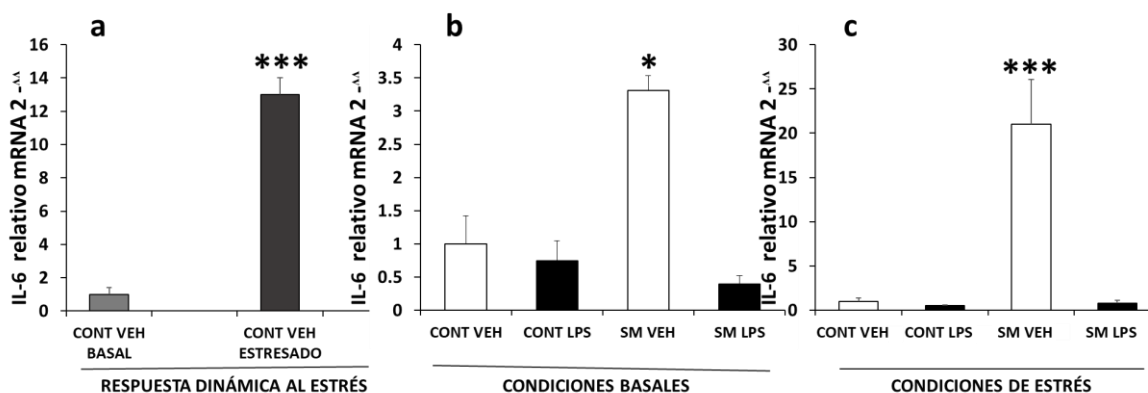 a
IL-6 relativo mRNA 2 -ΔΔ
16
14
12
10
8
6
4
2
0
***
CONT VEH
BASAL
CONT VEH
ESTRESADO
RESPUESTA DINÁMICA AL ESTRÉS
b
IL-6 relativo mRNA 2 -ΔΔ
4
3.5
3
2.5
2
1.5
1
0.5
0
*
CONT VEH
CONT LPS
SM VEH
SM LPS
CONDICIONES BASALES
c
IL-6 relativo mRNA 2 -ΔΔ
30
25
20
15
10
5
0
***
CONT VEH
CONT LPS
SM VEH
SM LPS
CONDICIONES DE ESTRÉS